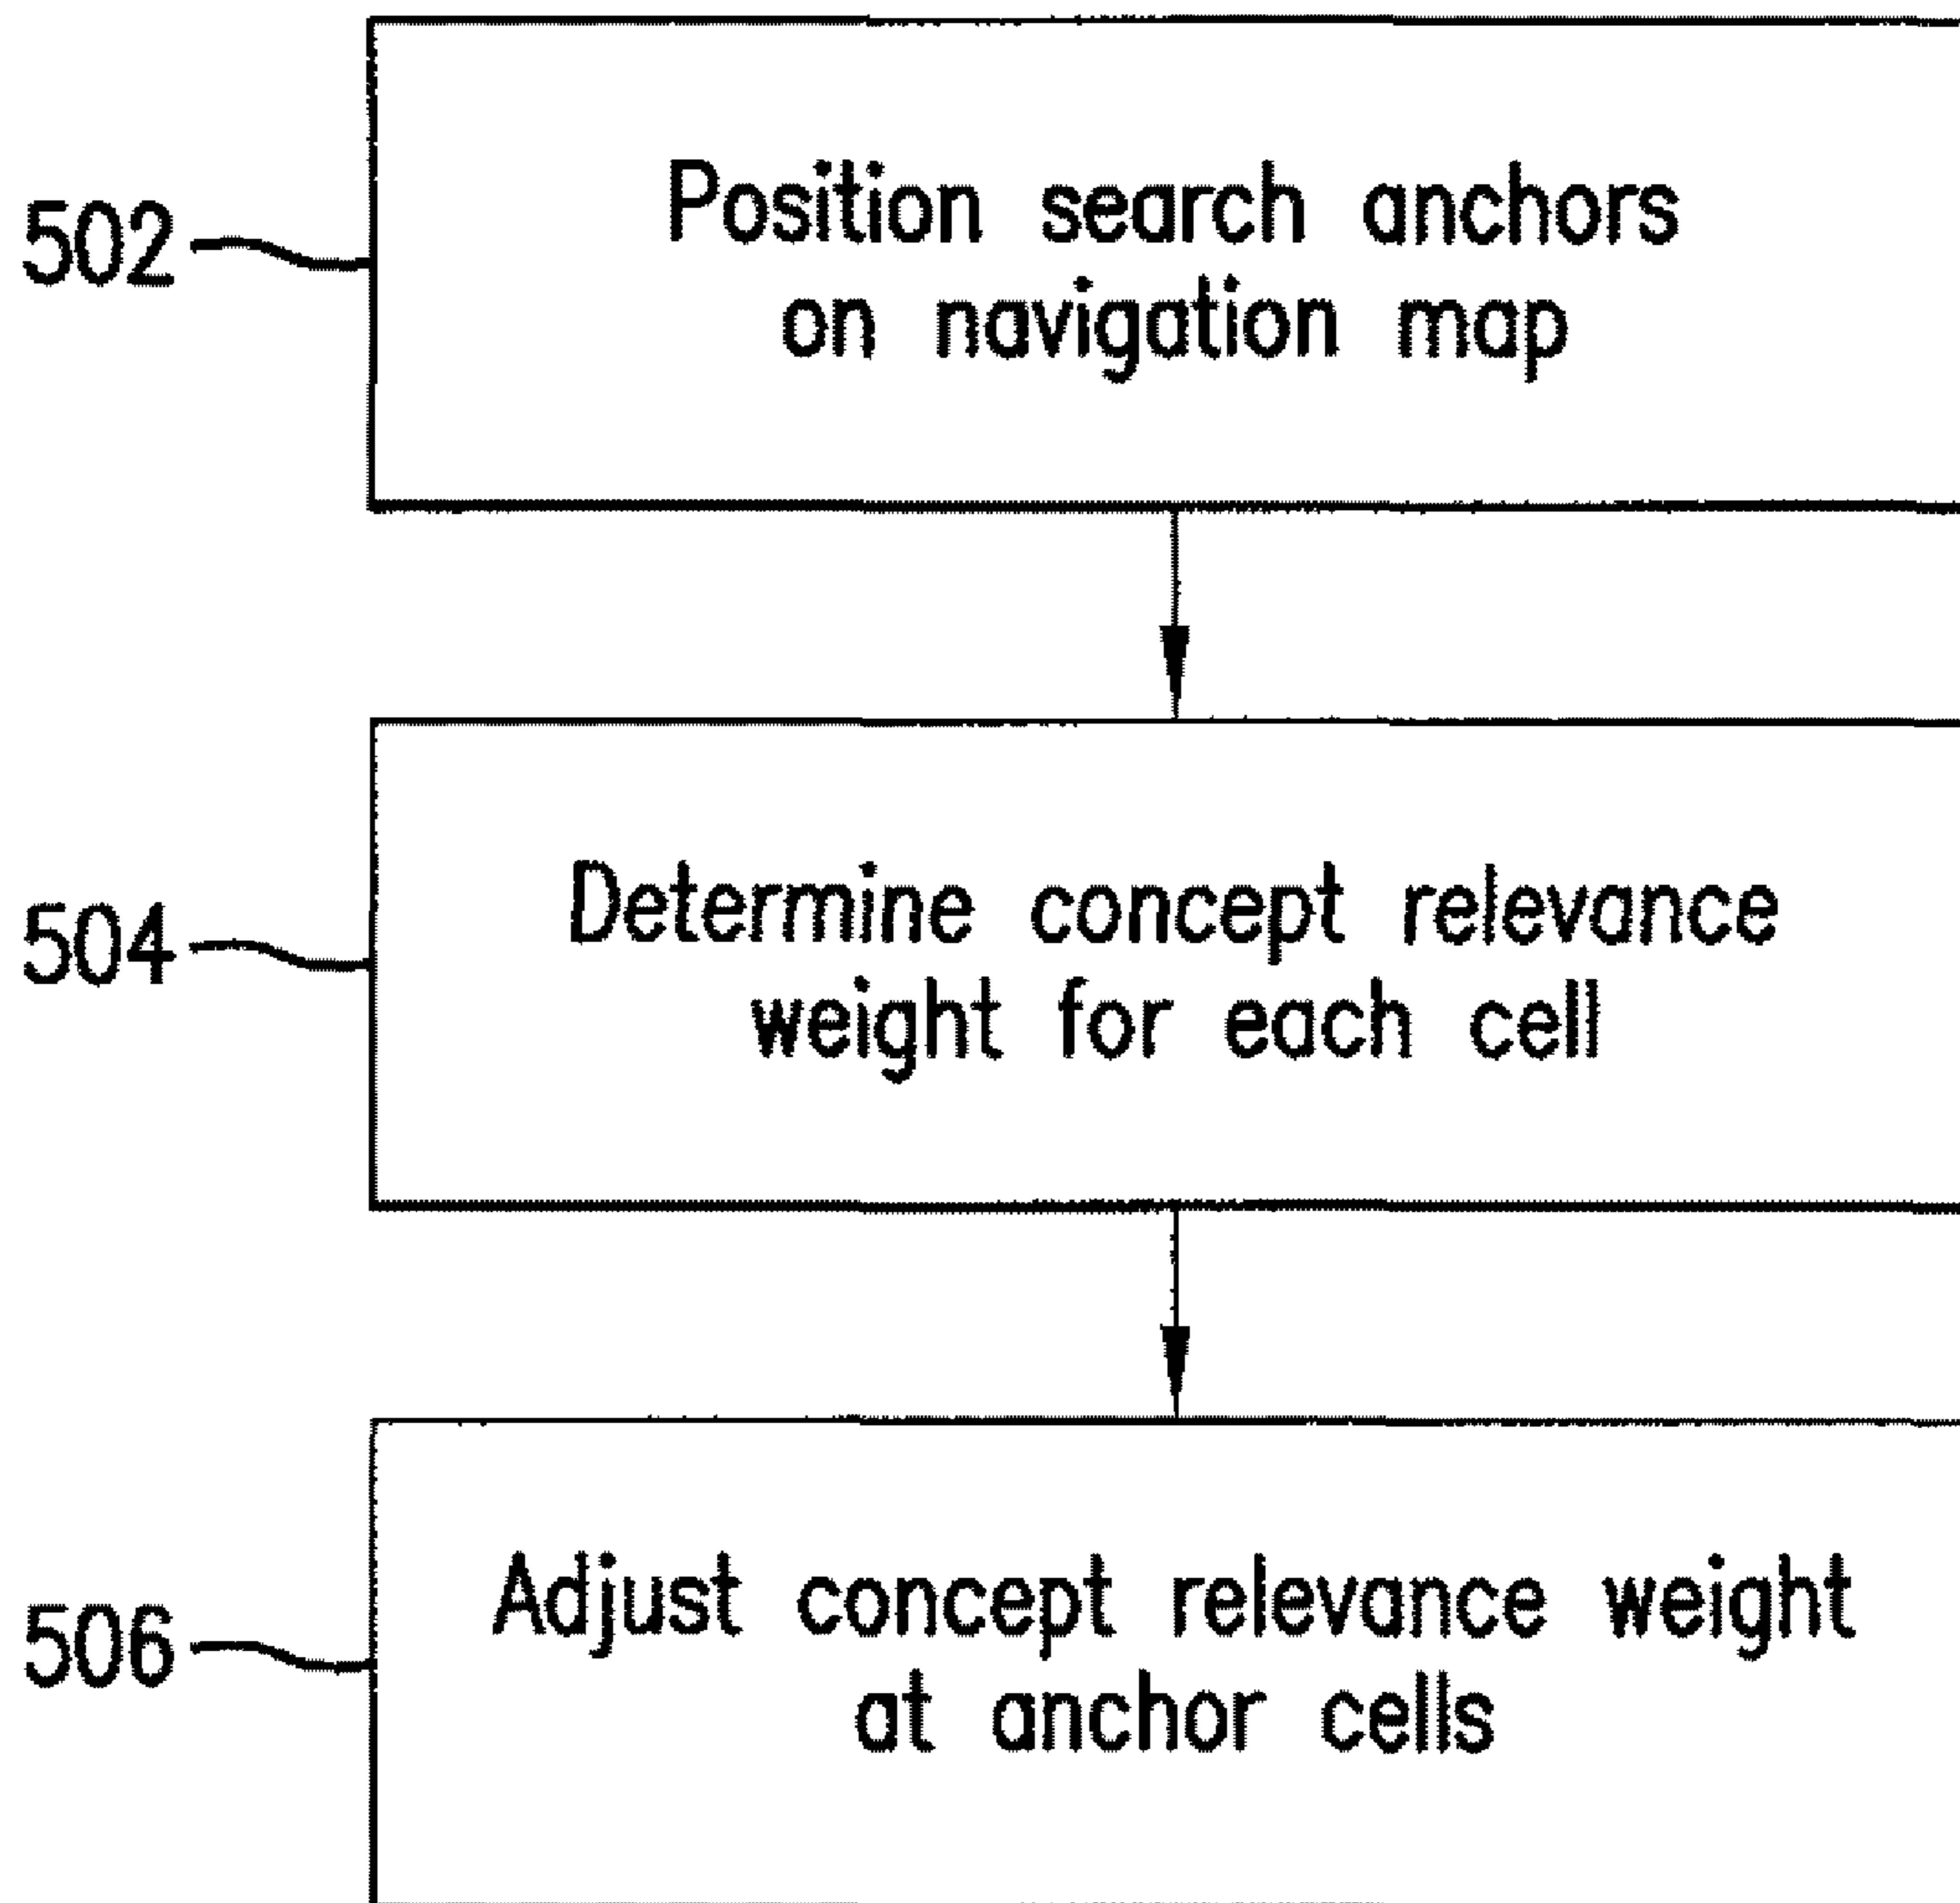 502
Position search anchors
on navigation map
504
Determine concept relevance
weight for each cell
506
Adjust concept relevance weight
at anchor cells